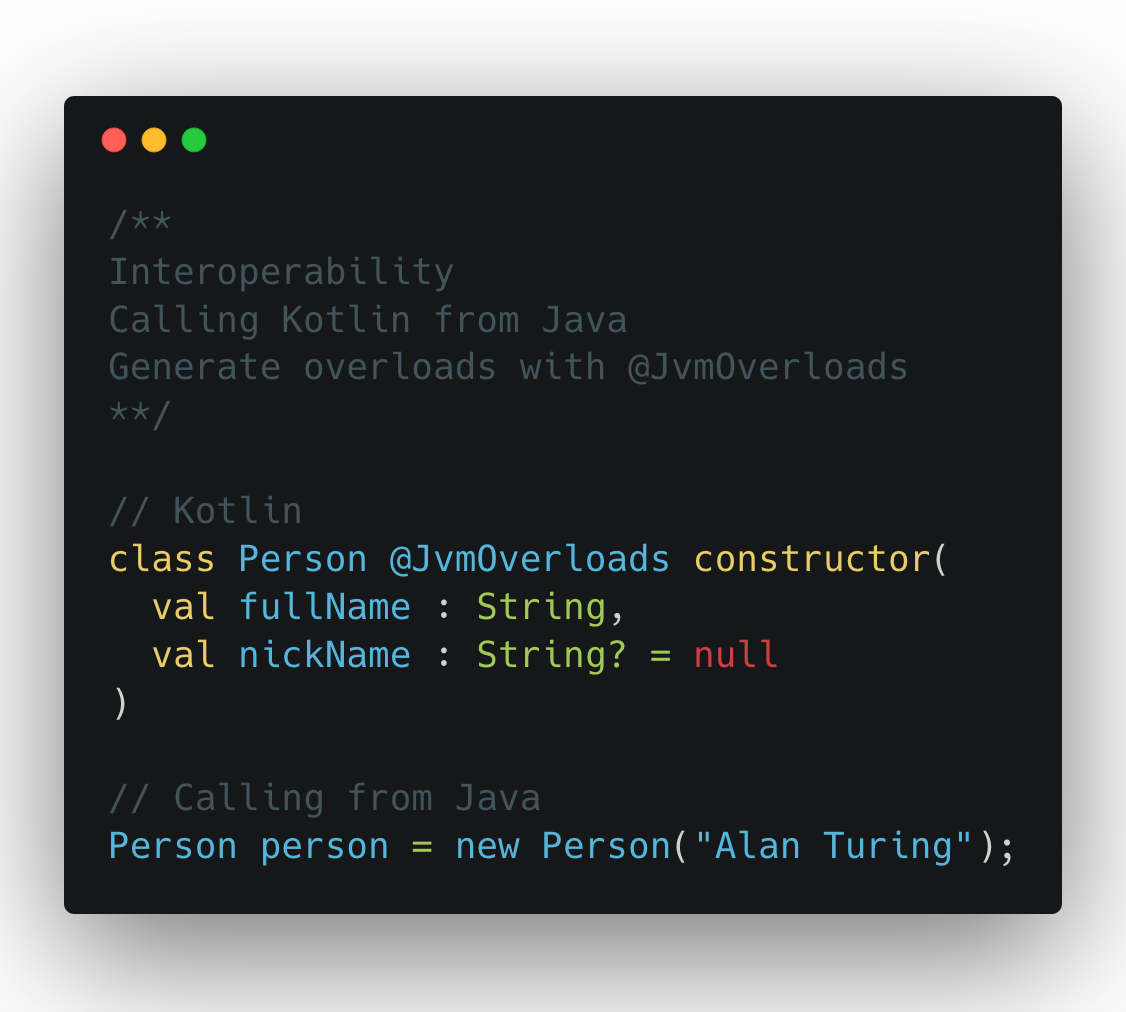 /**
Interoperability
Calling Kotlin from Java
Generate overloads with @JvmOverloads
**/
// Kotlin
class Person @JvmOverloads constructor(
  val fullName : String,
  val nickName : String? = null
)
// Calling from Java
Person person = new Person("Alan Turing");